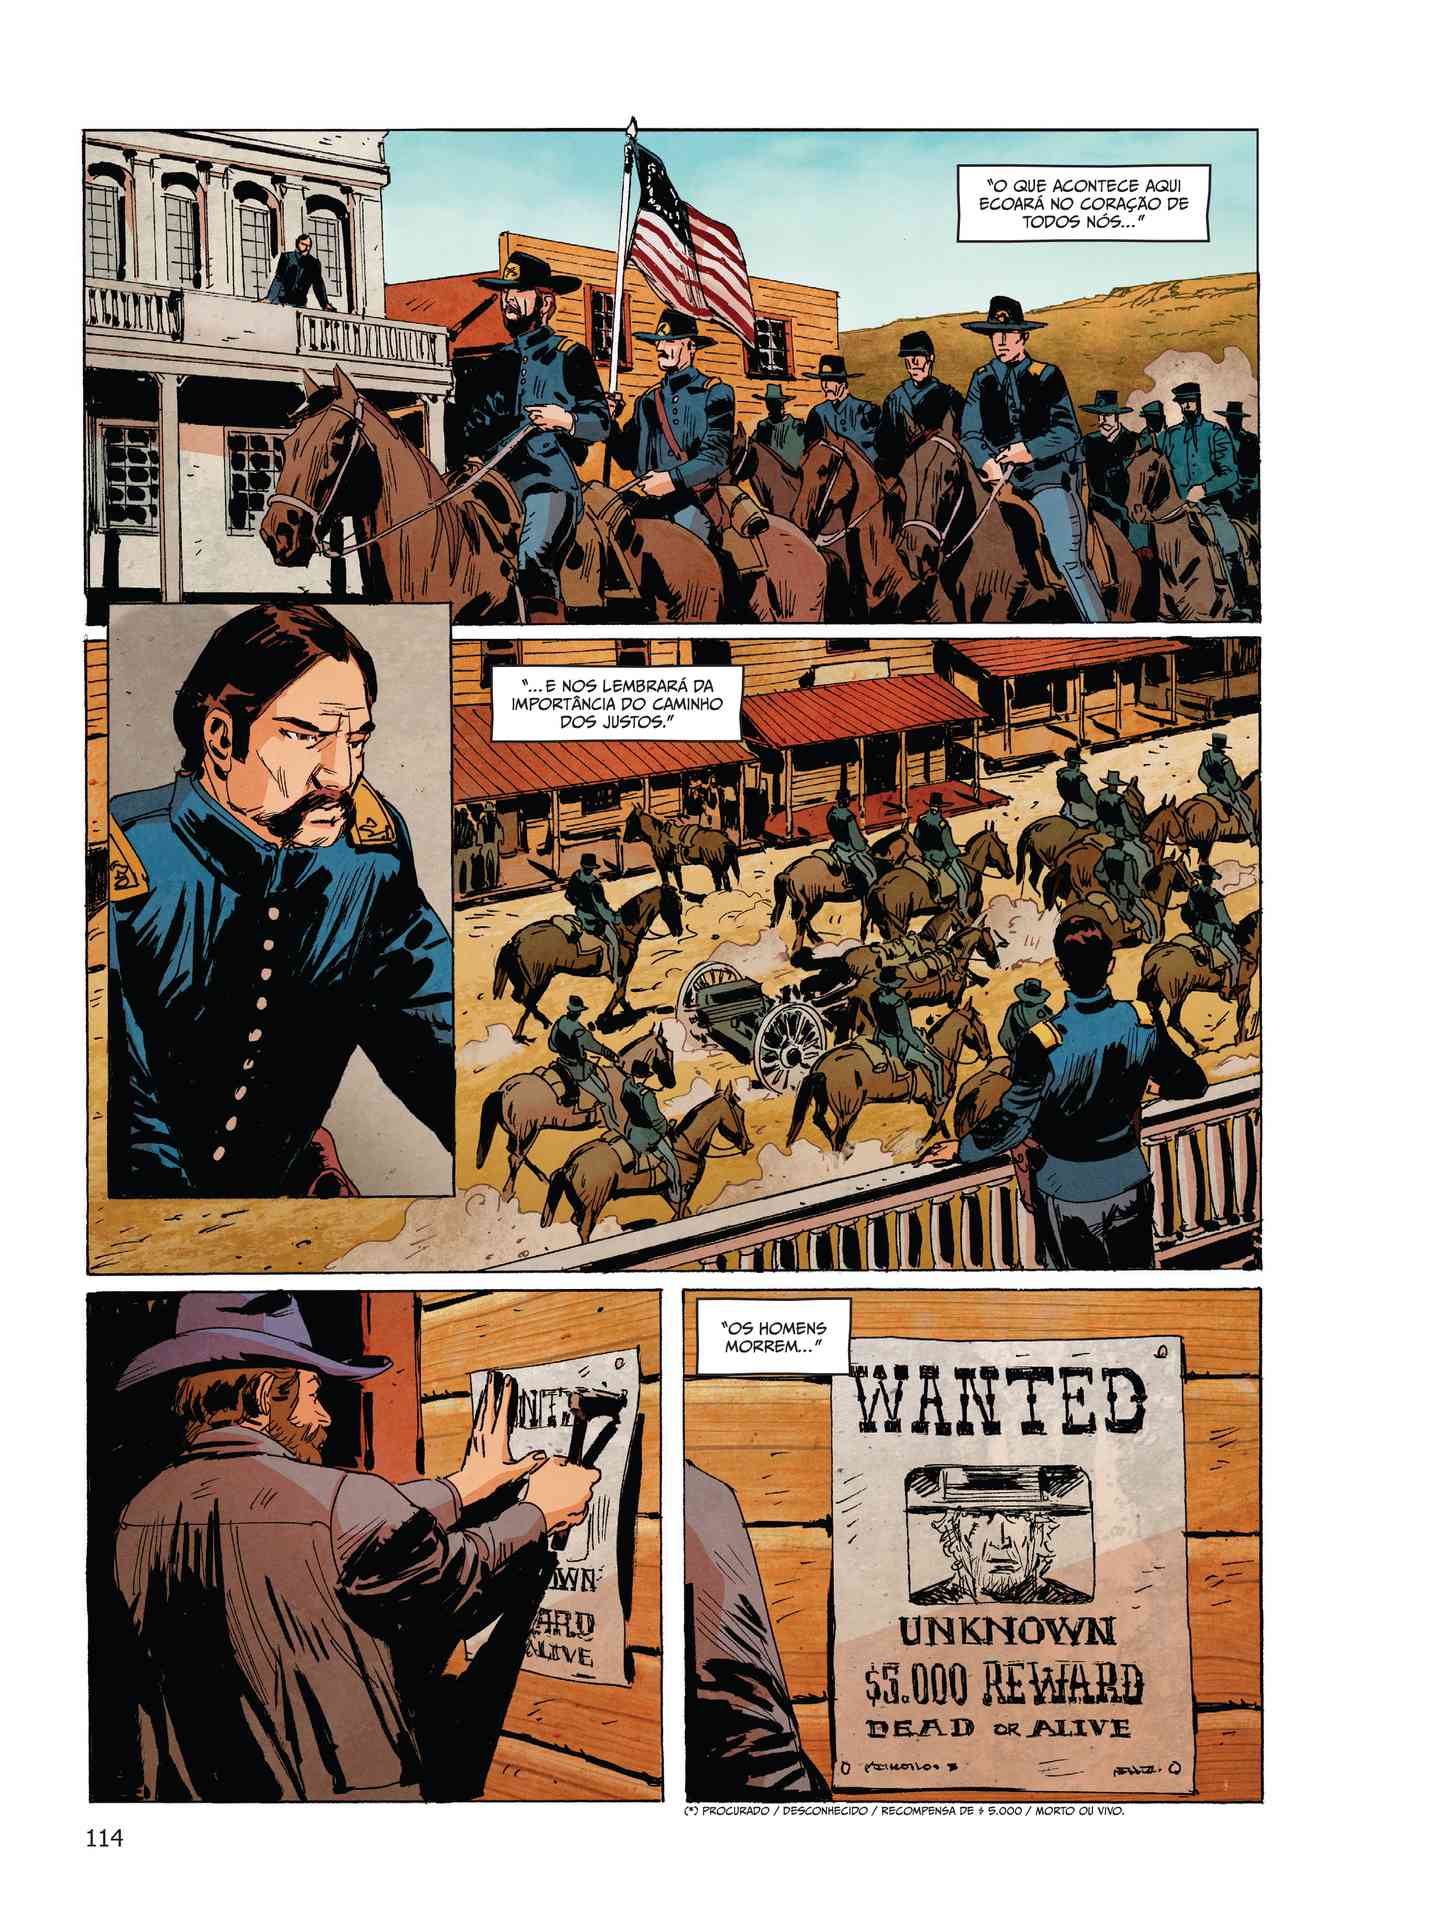 "O QUE ACONTECE AQUI
ECOARÁ NO CORAÇÃO DE
TODOS NÓS..."
"...E NOS LEMBRARÁ DA
IMPORTÂNCIA DO CAMINHO
DOS JUSTOS."
"OS HOMENS
MORREM..."
WANTED
UNKNOWN
$5.000 REWARD
DEAD OR ALIVE
(*) PROCURADO / DESCONHECIDO / RECOMPENSA DE $ 5.000 / MORTO OU VIVO.
114